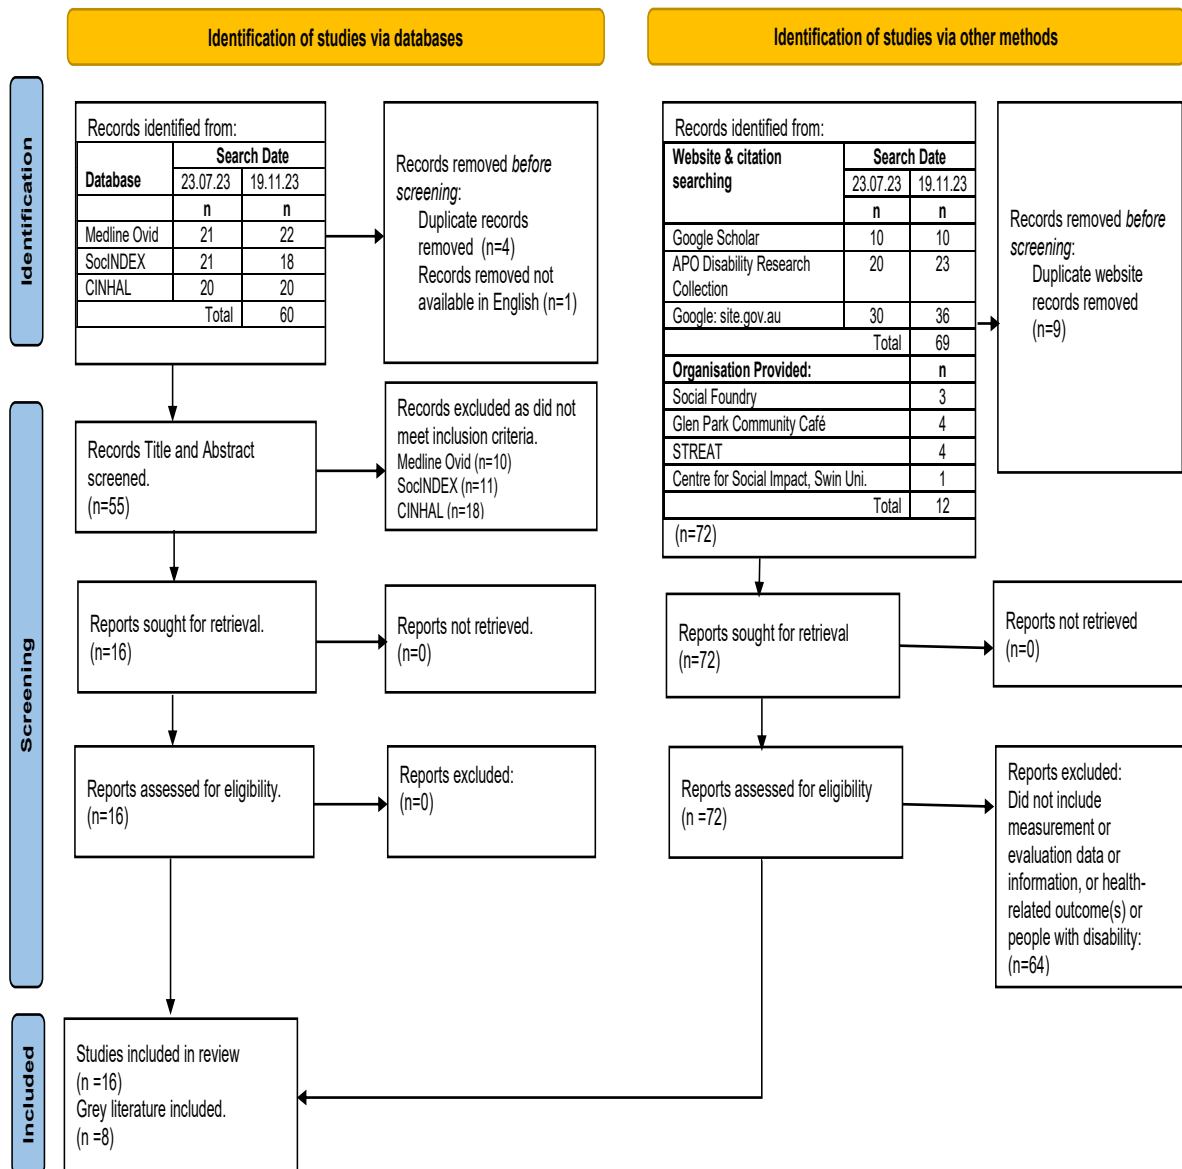 Identification of studies via databases
Identification of studies via other methods
Identification
Records identified from:
Database Search Date
23.07.23 19.11.23
n n
Medline Ovid 21 22
SocINDEX 21 18
CINHAL 20 20
Total 60
Records removed before
screening:
Duplicate records
removed (n=4)
Records removed not
available in English (n=1)
Records identified from:
Website & citation Search Date
searching 23.07.23 19.11.23
n n
Google Scholar 10 10
APO Disability Research 20 23
Collection
Google: site.gov.au 30 36
Total 69
Organisation Provided: n
Social Foundry 3
Glen Park Community Café 4
STREAT 4
Centre for Social Impact, Swin Uni. 1
Total 12
(n=72)
Records removed before
screening:
Duplicate website
records removed
(n=9)
Screening
Records Title and Abstract
screened.
(n=55)
Records excluded as did not
meet inclusion criteria.
Medline Ovid (n=10)
SocINDEX (n=11)
CINHAL (n=18)
Reports sought for retrieval.
(n=16)
Reports not retrieved.
(n=0)
Reports sought for retrieval
(n=72)
Reports not retrieved
(n=0)
Reports assessed for eligibility.
(n=16)
Reports excluded:
(n=0)
Reports assessed for eligibility
(n =72)
Reports excluded:
Did not include
measurement or
evaluation data or
information, or health-
related outcome(s) or
people with disability:
(n=64)
Included
Studies included in review
(n =16)
Grey literature included.
(n =8)